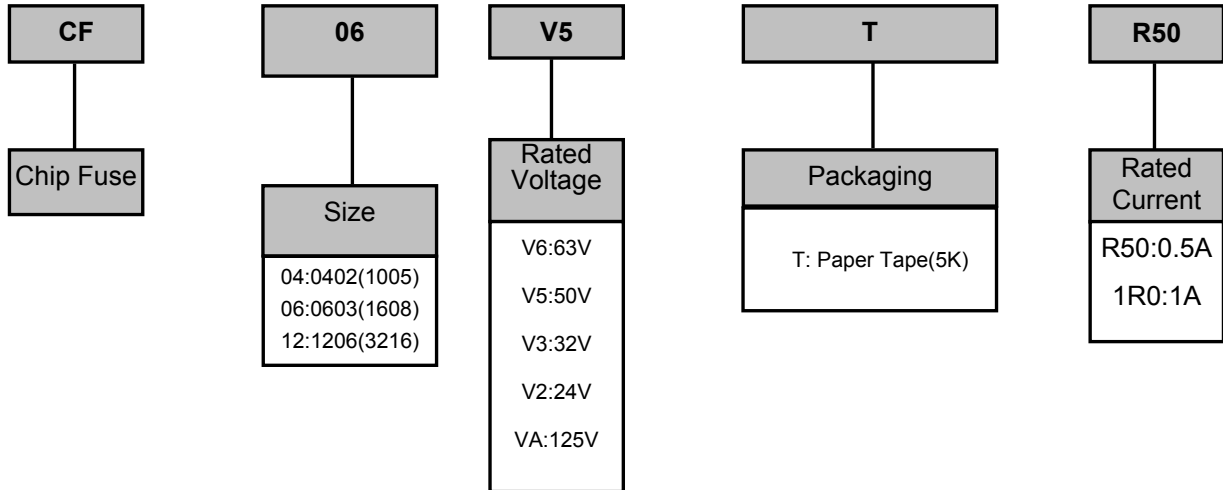 CF
06
V5
T
R50
Chip Fuse
Size
04:0402(1005)
06:0603(1608)
12:1206(3216)
Rated
Voltage
V6:63V
V5:50V
V3:32V
V2:24V
VA:125V
Packaging
T: Paper Tape(5K)
Rated
Current
R50:0.5A
1R0:1A